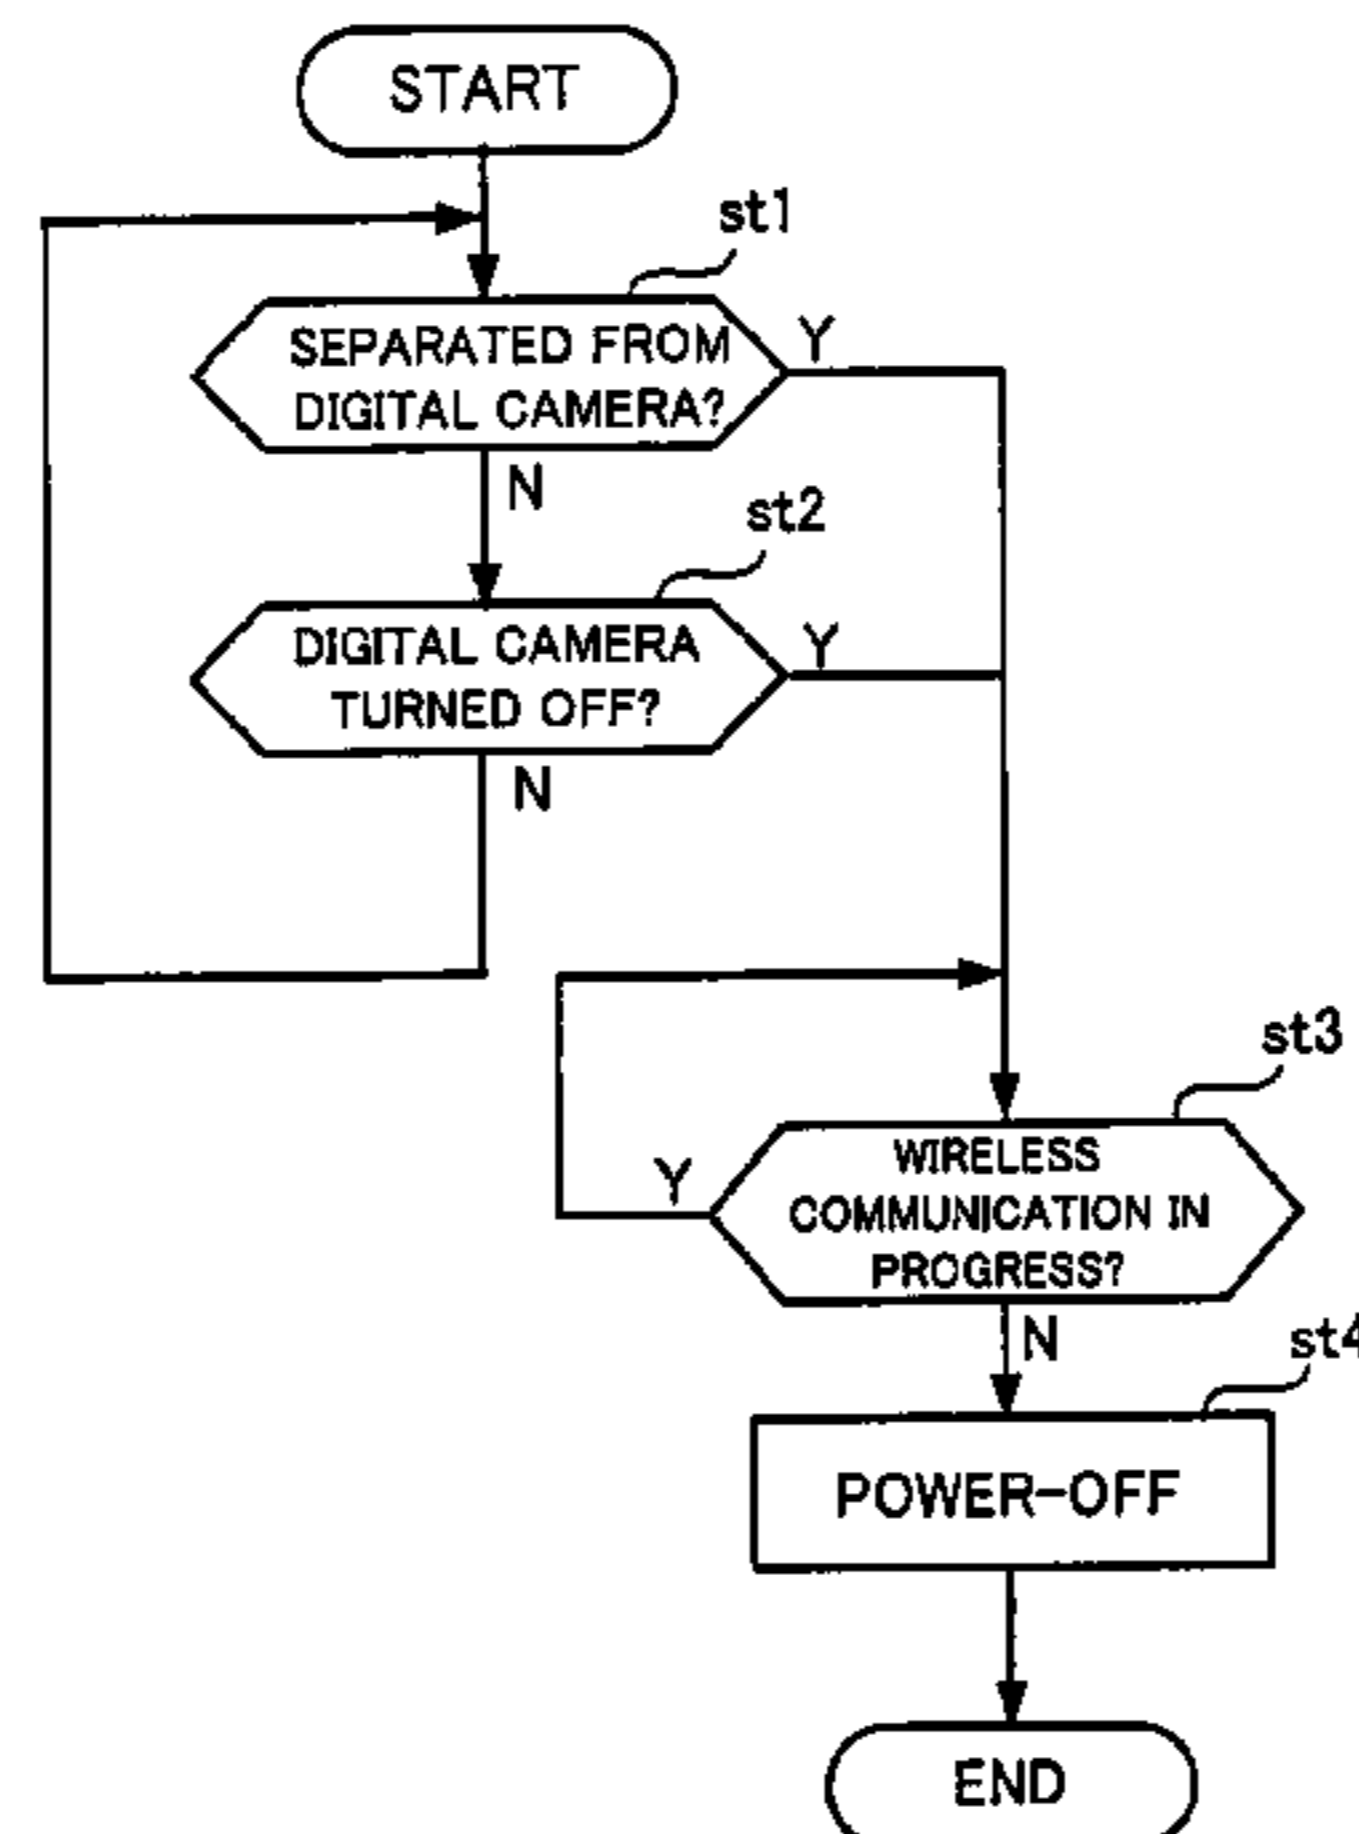 START
st1
SEPARATED FROM
DIGITAL CAMERA?
Y
N
st2
DIGITAL CAMERA
TURNED OFF?
Y
N
st3
WIRELESS
COMMUNICATION IN
PROGRESS?
Y
N
st4
POWER-OFF
END